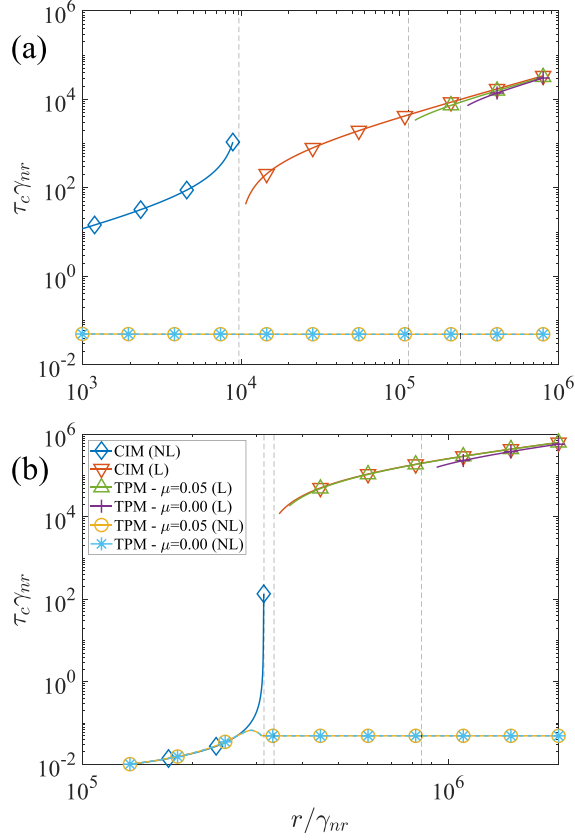 (a)
10^6
10^4
10^2
10^0
10^-2
τ_c γ_nr
10^3
10^4
10^5
10^6
(b)
10^6
10^4
10^2
10^0
10^-2
τ_c γ_nr
CIM (NL)
CIM (L)
TPM - μ=0.05 (L)
TPM - μ=0.00 (L)
TPM - μ=0.05 (NL)
TPM - μ=0.00 (NL)
10^5
10^6
r/γ_nr